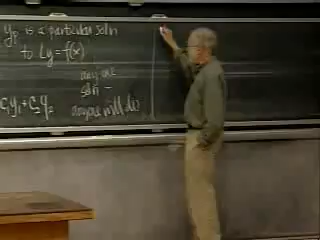 yp is a particular soln
to Ly = f(x)
any one
soln -
c₁y₁ + c₂y₂ anyone will do